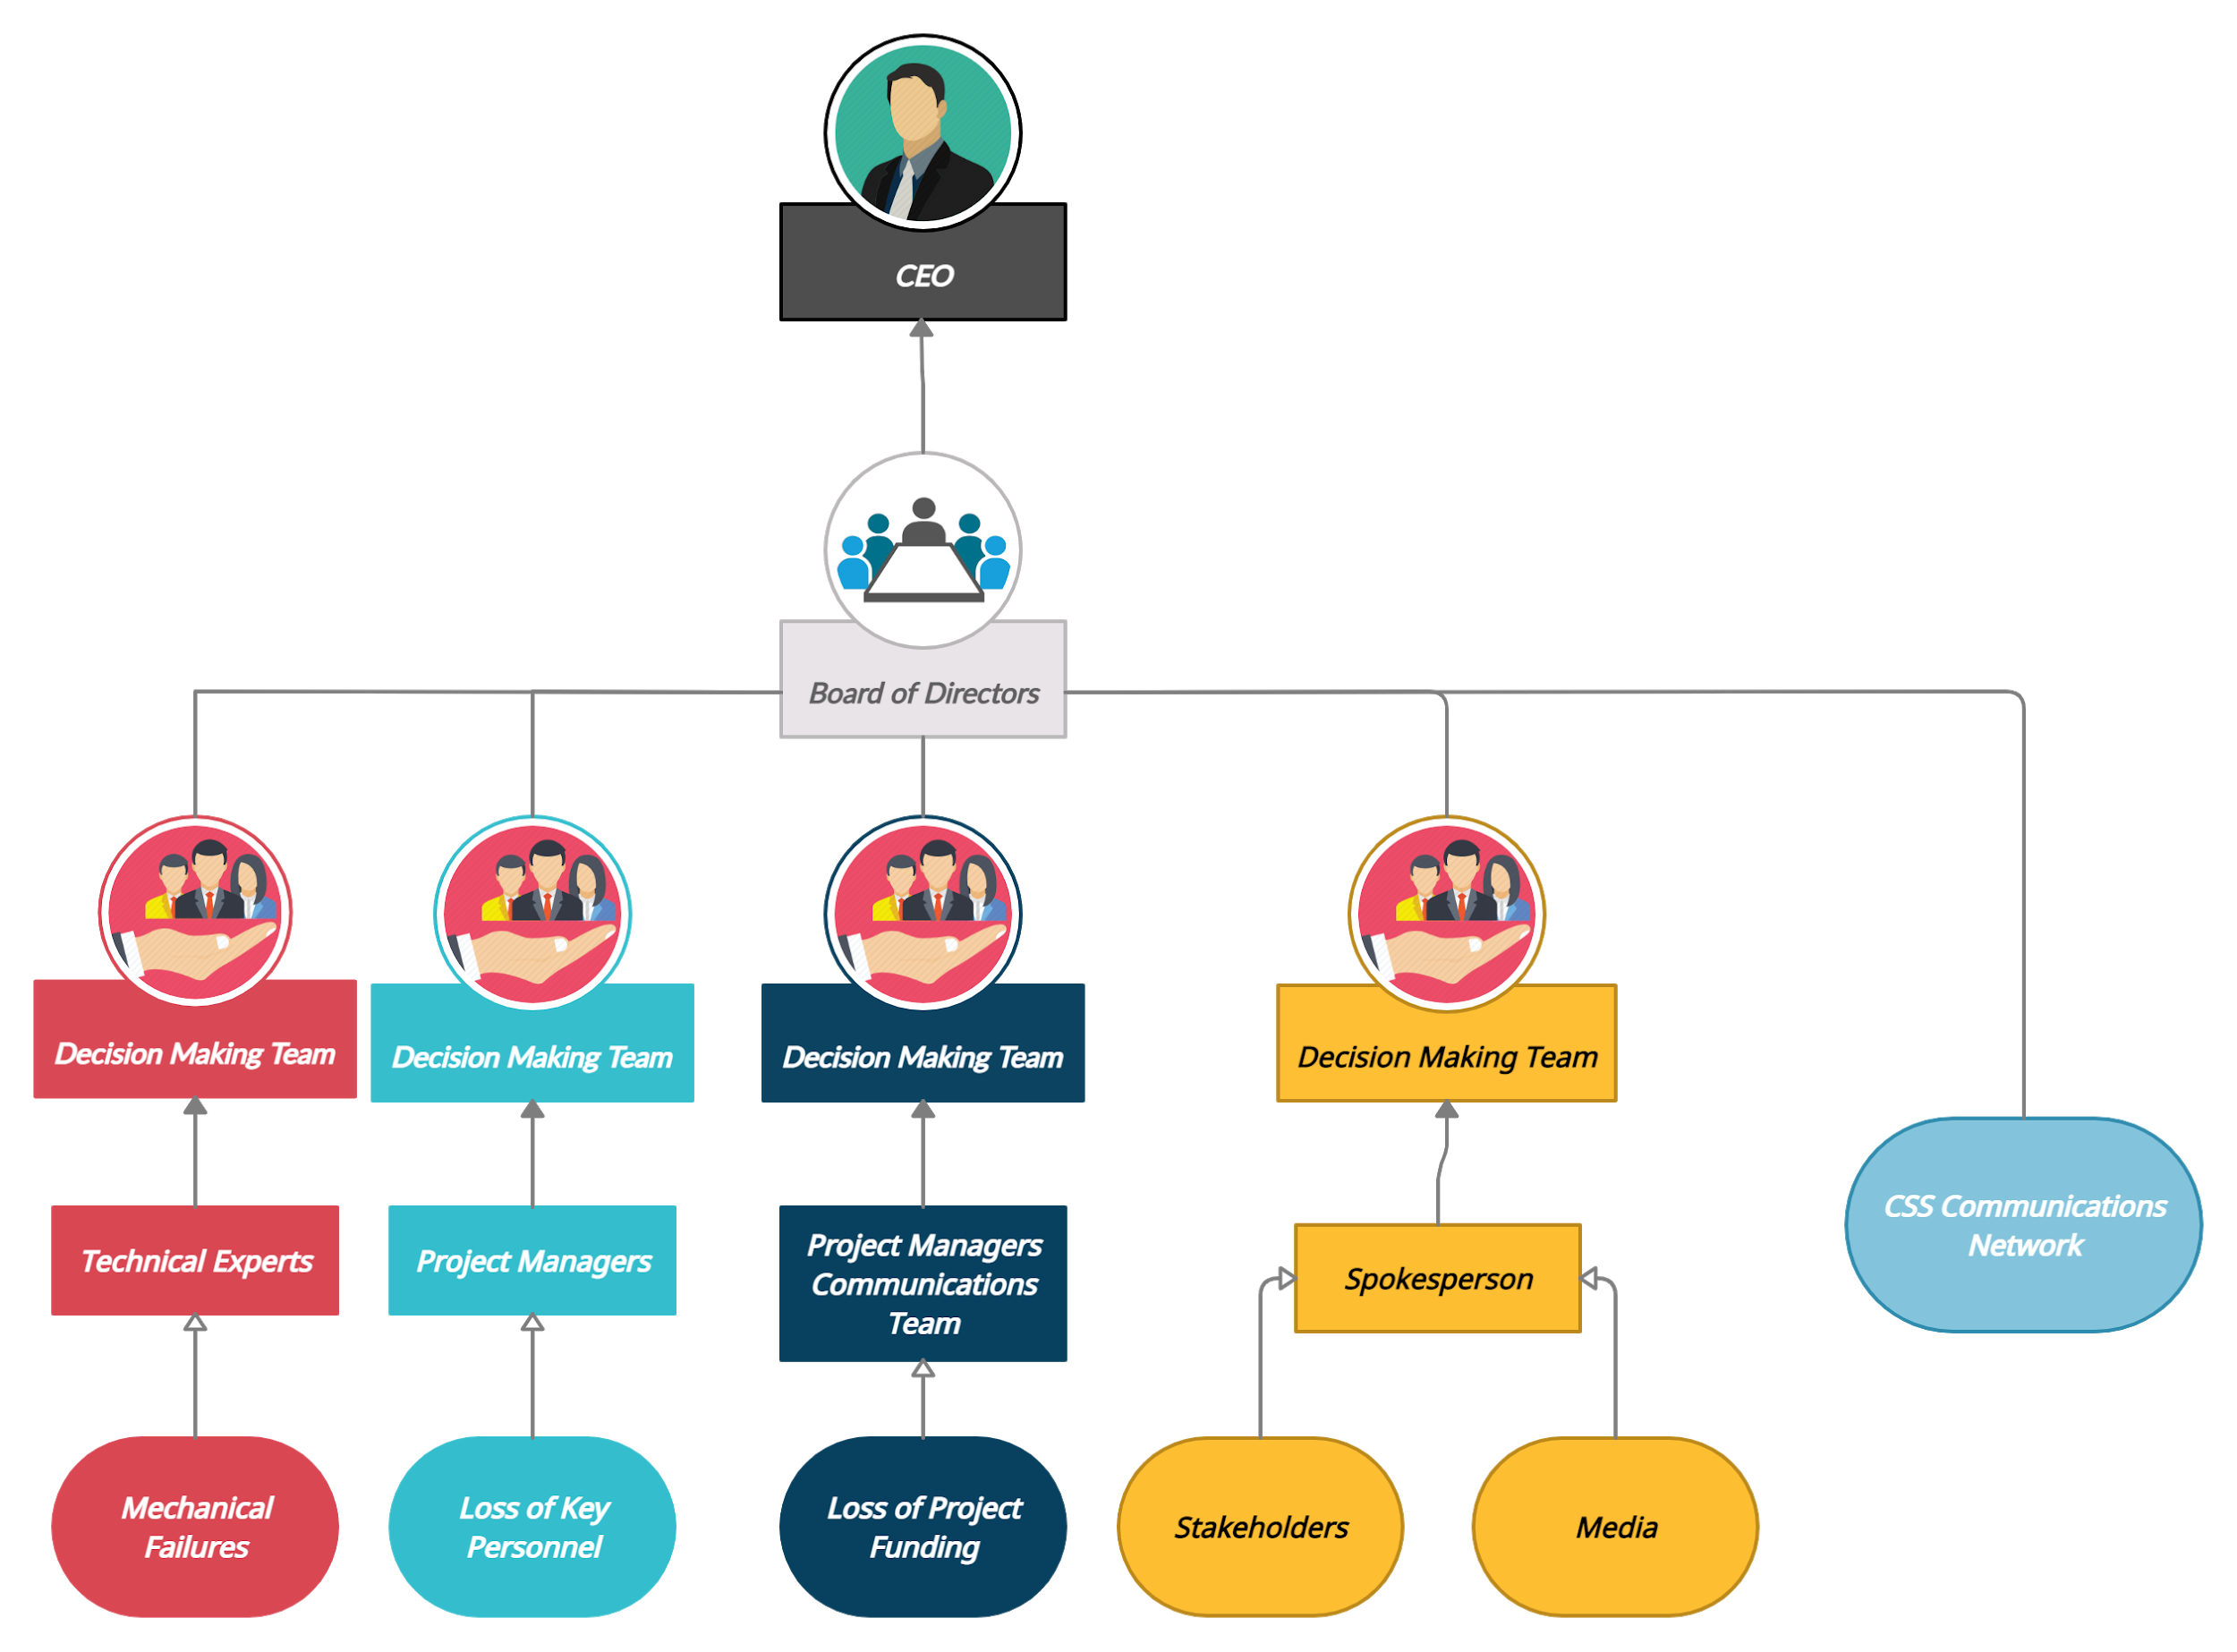 CEO
Board of Directors
Decision Making Team
Decision Making Team
Decision Making Team
Decision Making Team
Technical Experts
Project Managers
Project Managers
Communications
Team
Spokesperson
CSS Communications
Network
Mechanical
Failures
Loss of Key
Personnel
Loss of Project
Funding
Stakeholders
Media